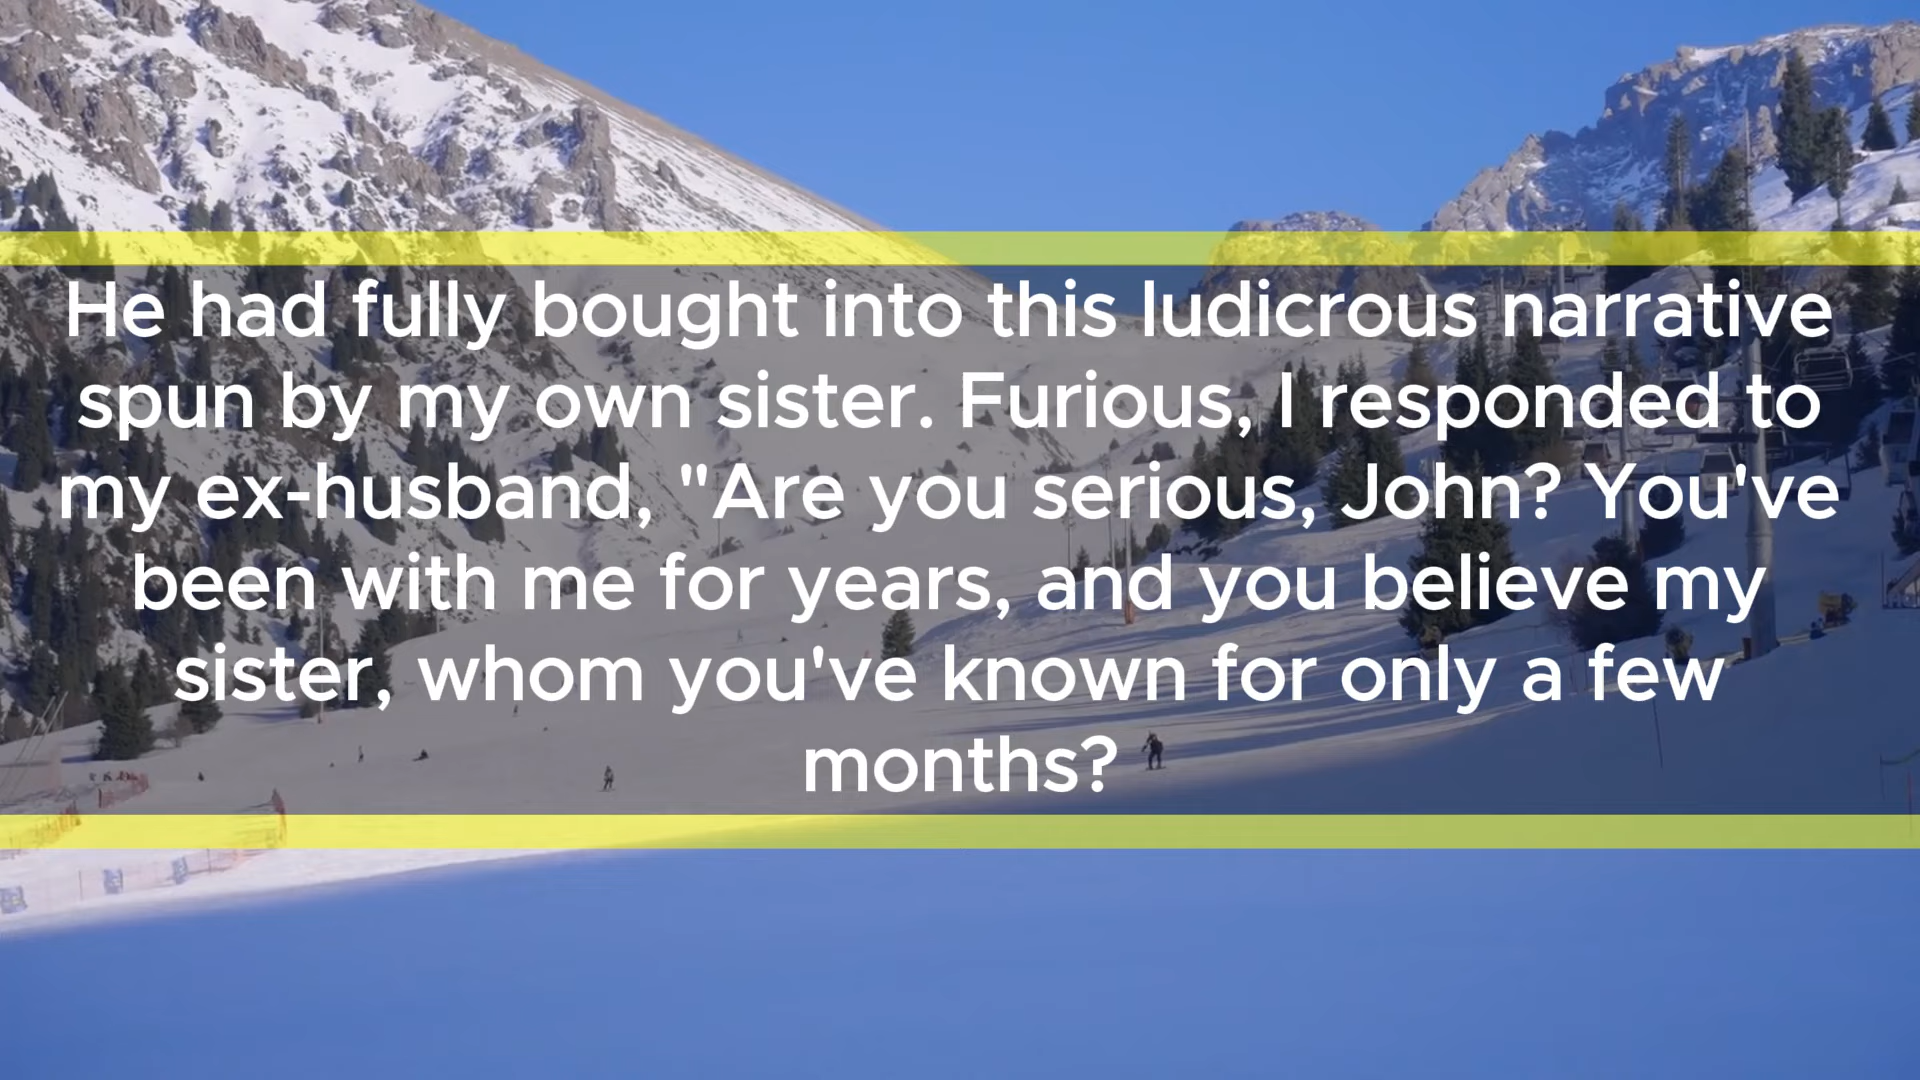 He had fully bought into this ludicrous narrative
spun by my own sister. Furious, I responded to
my ex-husband, "Are you serious, John? You've
been with me for years, and you believe my
sister, whom you've known for only a few
months?